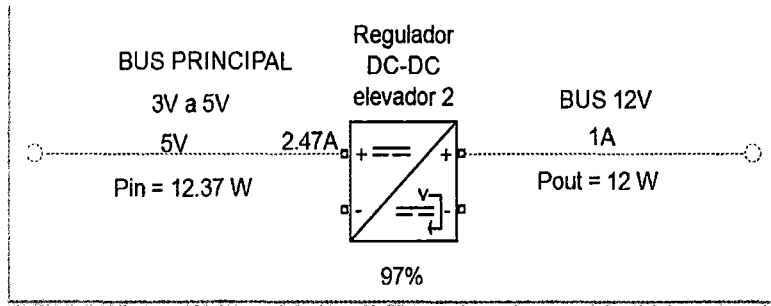 BUS PRINCIPAL
3V a 5V
5V
2.47A
Pin = 12.37 W
Regulador
DC-DC
elevador 2
+
+
-
V
-
97%
BUS 12V
1A
Pout = 12 W